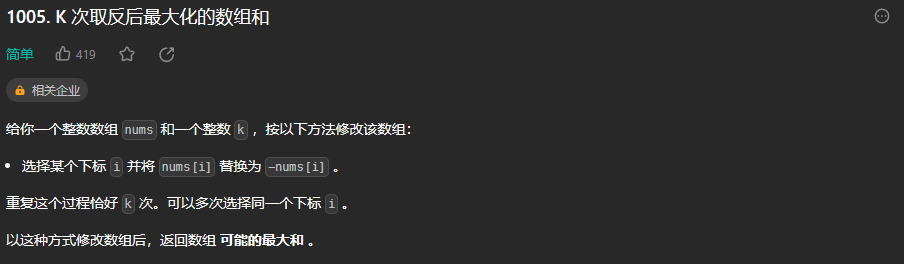 1005. K 次取反后最大化的数组和
简单 419
相关企业
给你一个整数数组 nums 和一个整数 k ，按以下方法修改该数组：
• 选择某个下标 i 并将 nums[i] 替换为 -nums[i] 。
重复这个过程恰好 k 次。可以多次选择同一个下标 i 。
以这种方式修改数组后，返回数组 可能的最大和 。